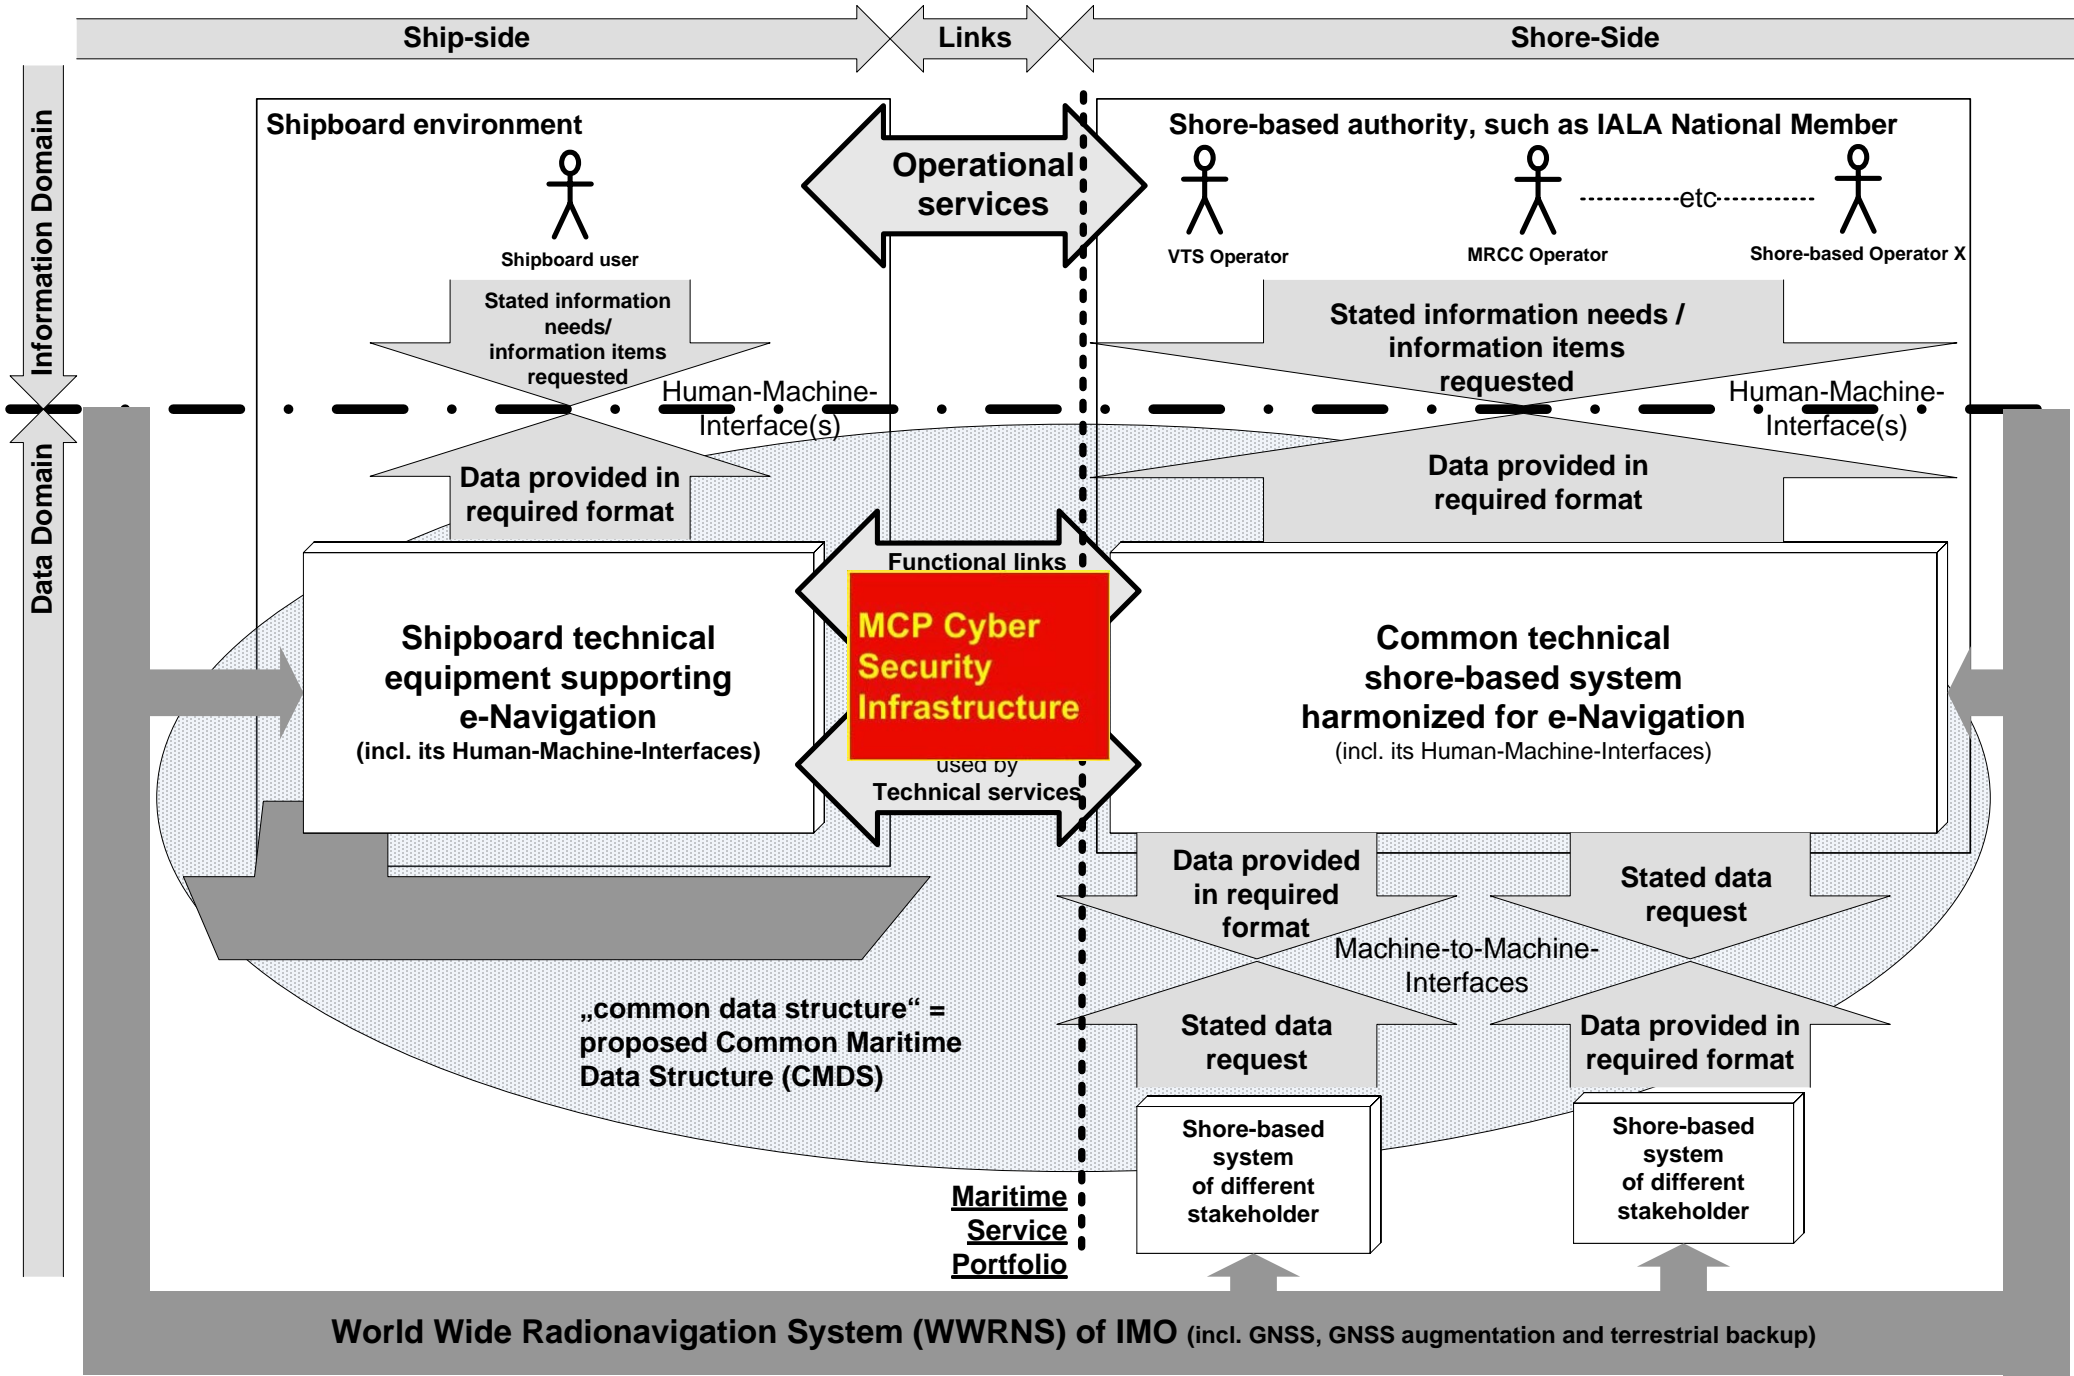 Ship-side
Links
Shore-Side
Information Domain
Data Domain
Shipboard environment
Shipboard user
Stated information
needs/
information items
requested
Human-Machine-
Interface(s)
Data provided in
required format
Operational
services
Shore-based authority, such as IALA National Member
VTS Operator
MRCC Operator
etc
Shore-based Operator X
Stated information needs /
information items
requested
Human-Machine-
Interface(s)
Data provided in
required format
Shipboard technical
equipment supporting
e-Navigation
(incl. its Human-Machine-Interfaces)
Functional links
MCP Cyber
Security
Infrastructure
used by
Technical services
Common technical
shore-based system
harmonized for e-Navigation
(incl. its Human-Machine-Interfaces)
Data provided
in required
format
Stated data
request
Machine-to-Machine-
Interfaces
Stated data
request
Data provided in
required format
„common data structure“ =
proposed Common Maritime
Data Structure (CMDS)
Shore-based
system
of different
stakeholder
Shore-based
system
of different
stakeholder
Maritime
Service
Portfolio
World Wide Radionavigation System (WWRNS) of IMO (incl. GNSS, GNSS augmentation and terrestrial backup)